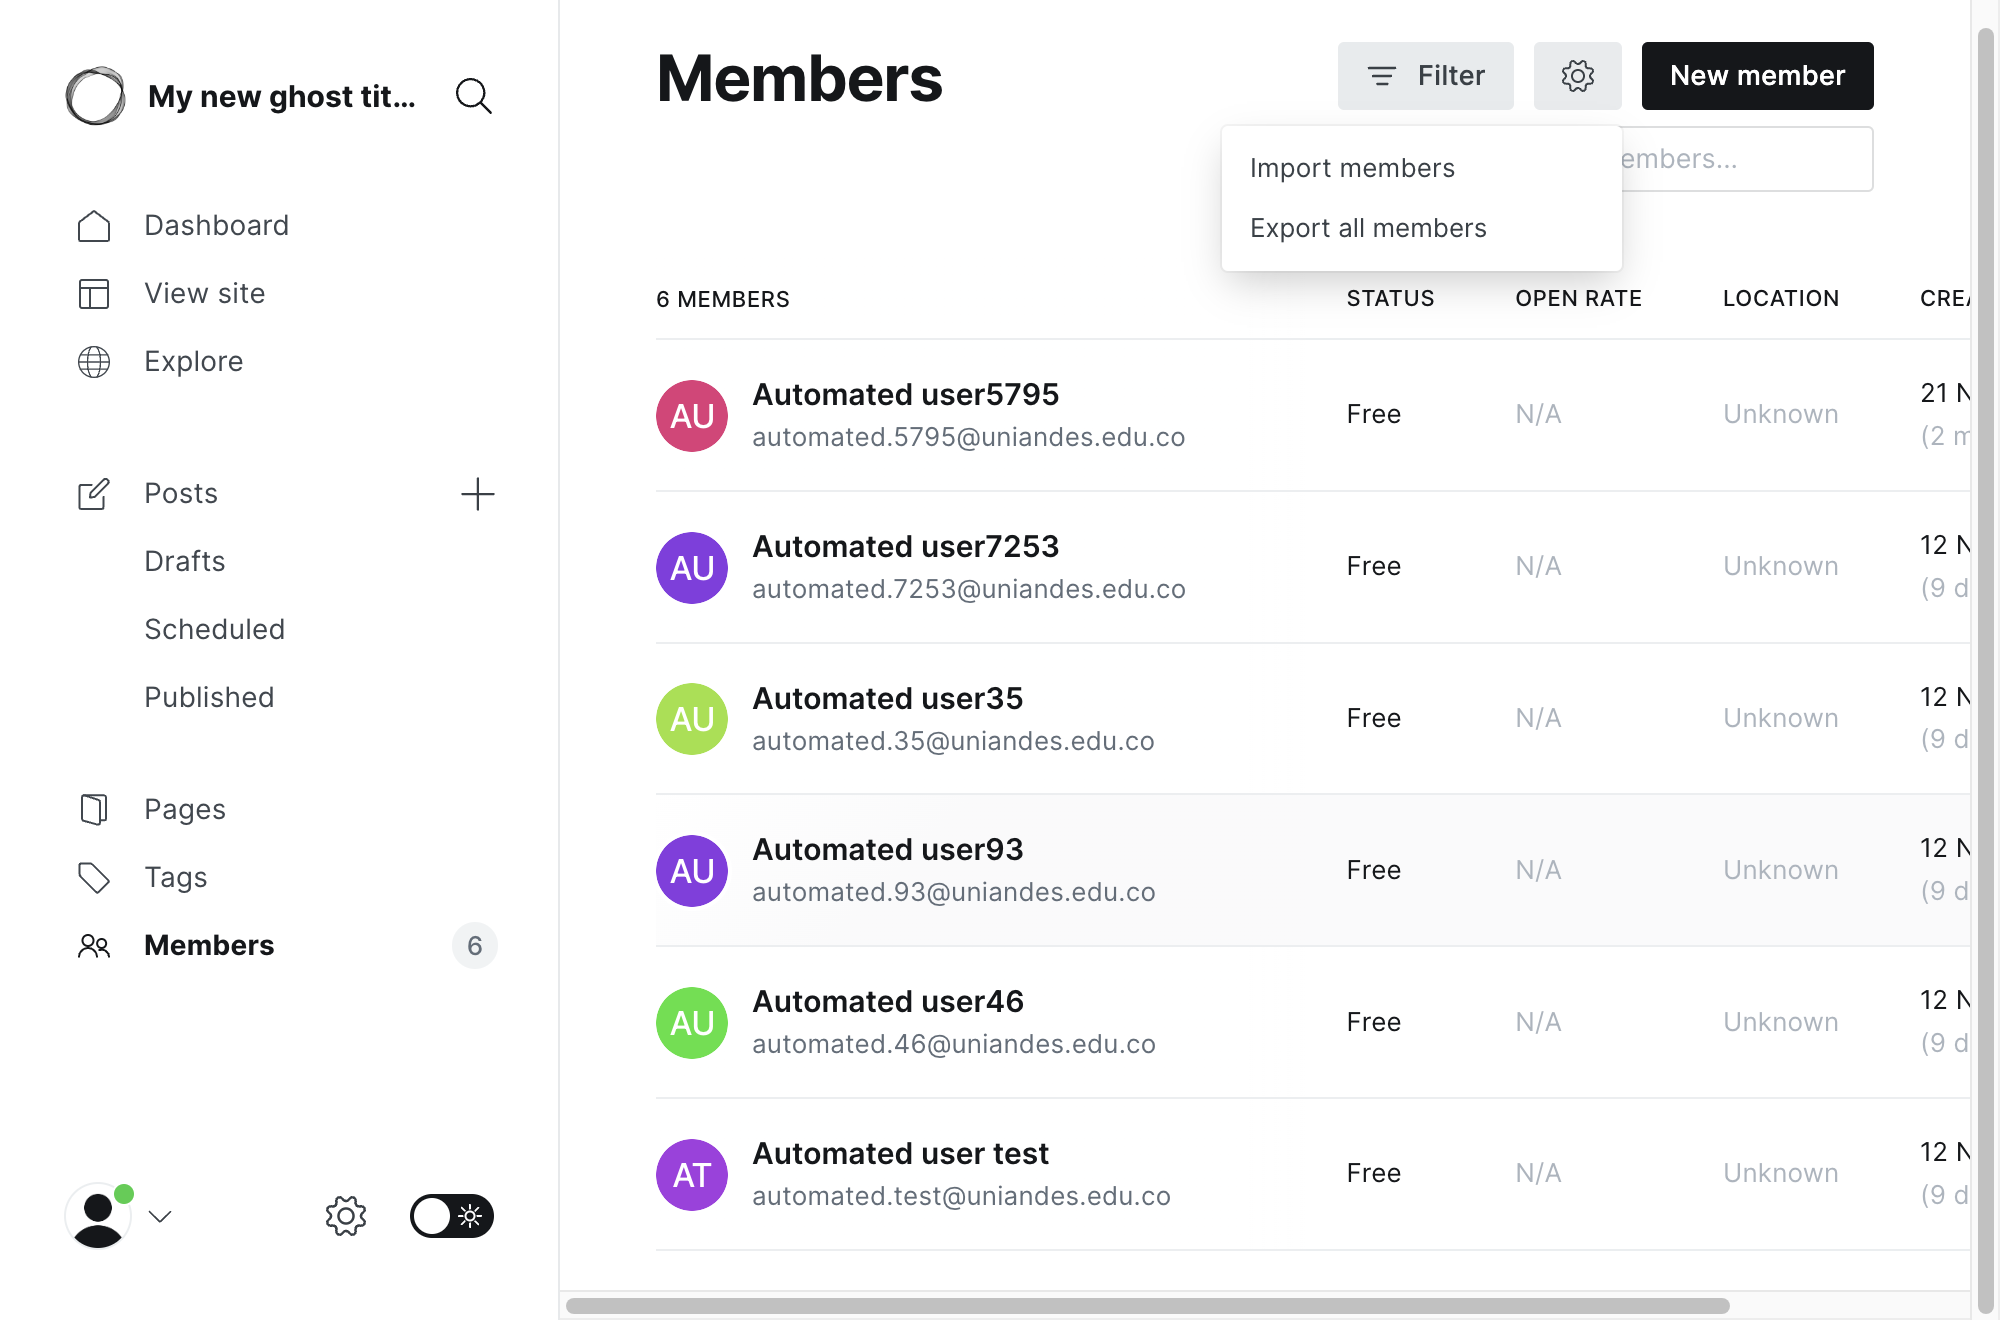 My new ghost tit...
Dashboard
View site
Explore
Posts
Drafts
Scheduled
Published
Pages
Tags
Members
6
Members
Filter
New member
Import members
Export all members
6 MEMBERS
STATUS
OPEN RATE
LOCATION
AU
Automated user5795
automated.5795@uniandes.edu.co
Free
N/A
Unknown
21
(2
AU
Automated user7253
automated.7253@uniandes.edu.co
Free
N/A
Unknown
12
(9
AU
Automated user35
automated.35@uniandes.edu.co
Free
N/A
Unknown
12
(9
AU
Automated user93
automated.93@uniandes.edu.co
Free
N/A
Unknown
12
(9
AU
Automated user46
automated.46@uniandes.edu.co
Free
N/A
Unknown
12
(9
AT
Automated user test
automated.test@uniandes.edu.co
Free
N/A
Unknown
12
(9